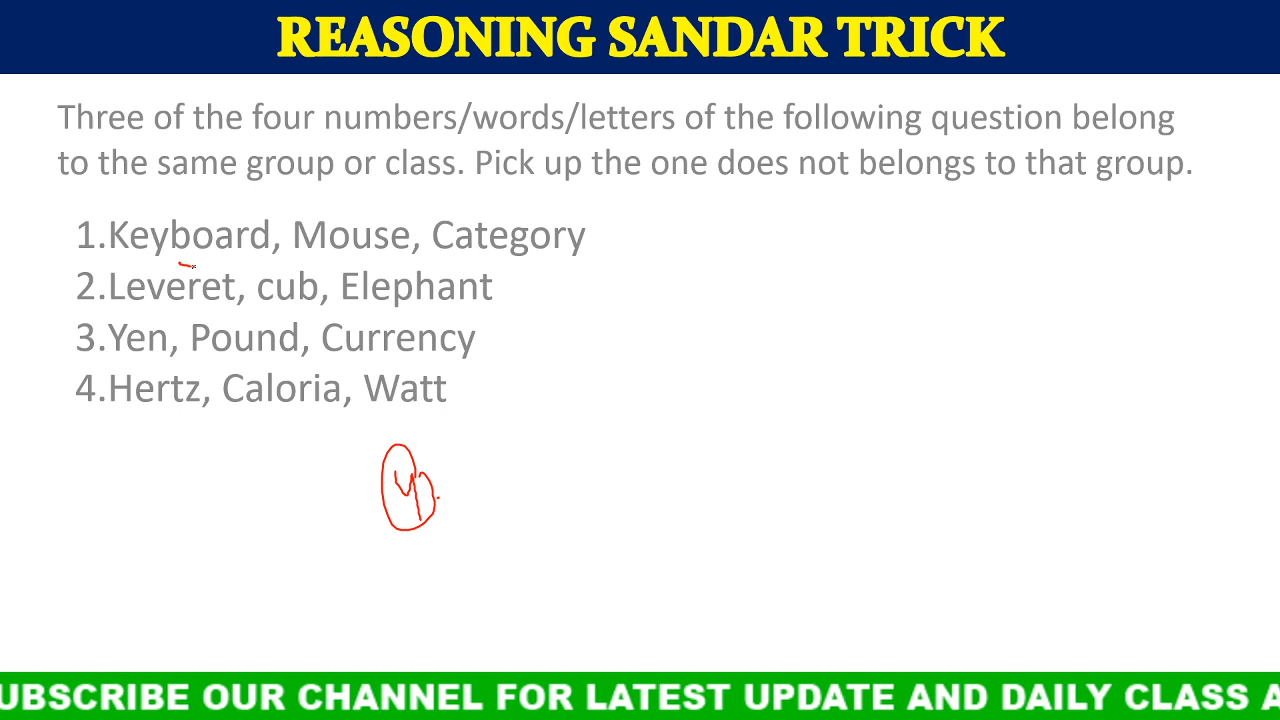 REASONING SANDAR TRICK
Three of the four numbers/words/letters of the following question belong
to the same group or class. Pick up the one does not belongs to that group.
1.Keyboard, Mouse, Category
2.Leveret, cub, Elephant
3.Yen, Pound, Currency
4.Hertz, Caloria, Watt
4
UBSCRIBE OUR CHANNEL FOR LATEST UPDATE AND DAILY CLASS A